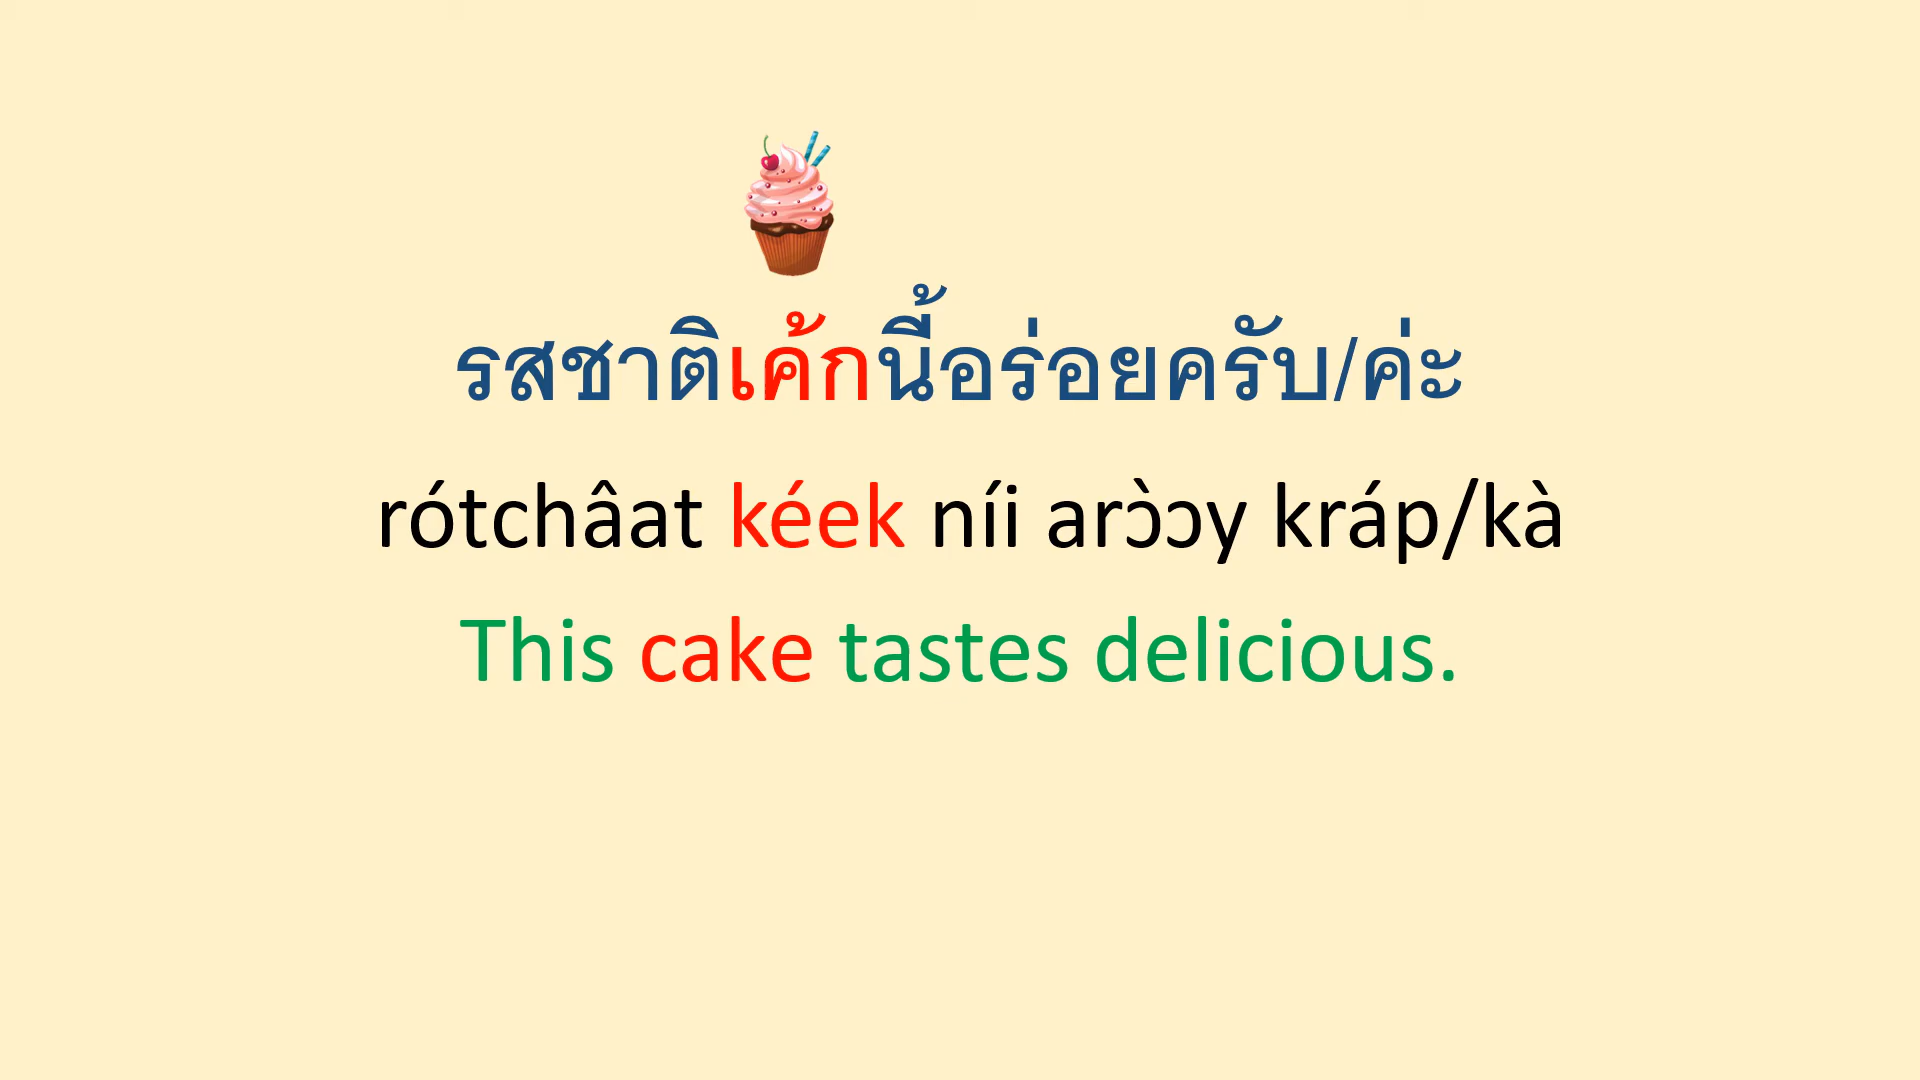 รสชาติเค้กนี้อร่อยครับ/ค่ะ
rótchâat kéek níi arɔ̀ɔy kráp/kà
This cake tastes delicious.